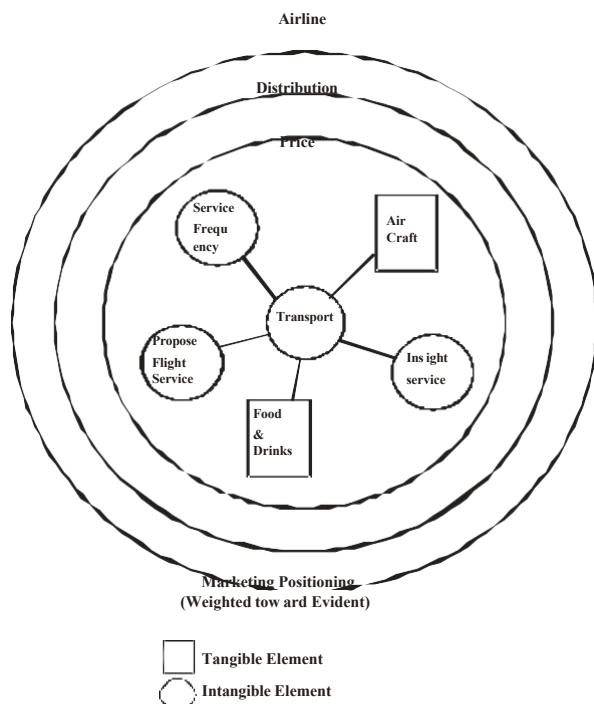 Airline
Distribution
Price
Service
Frequ
ency
Air
Craft
Transport
Propose
Flight
Service
Ins ight
service
Food
&
Drinks
Marketing Positioning
(Weighted tow ard Evident)
Tangible Element
Intangible Element